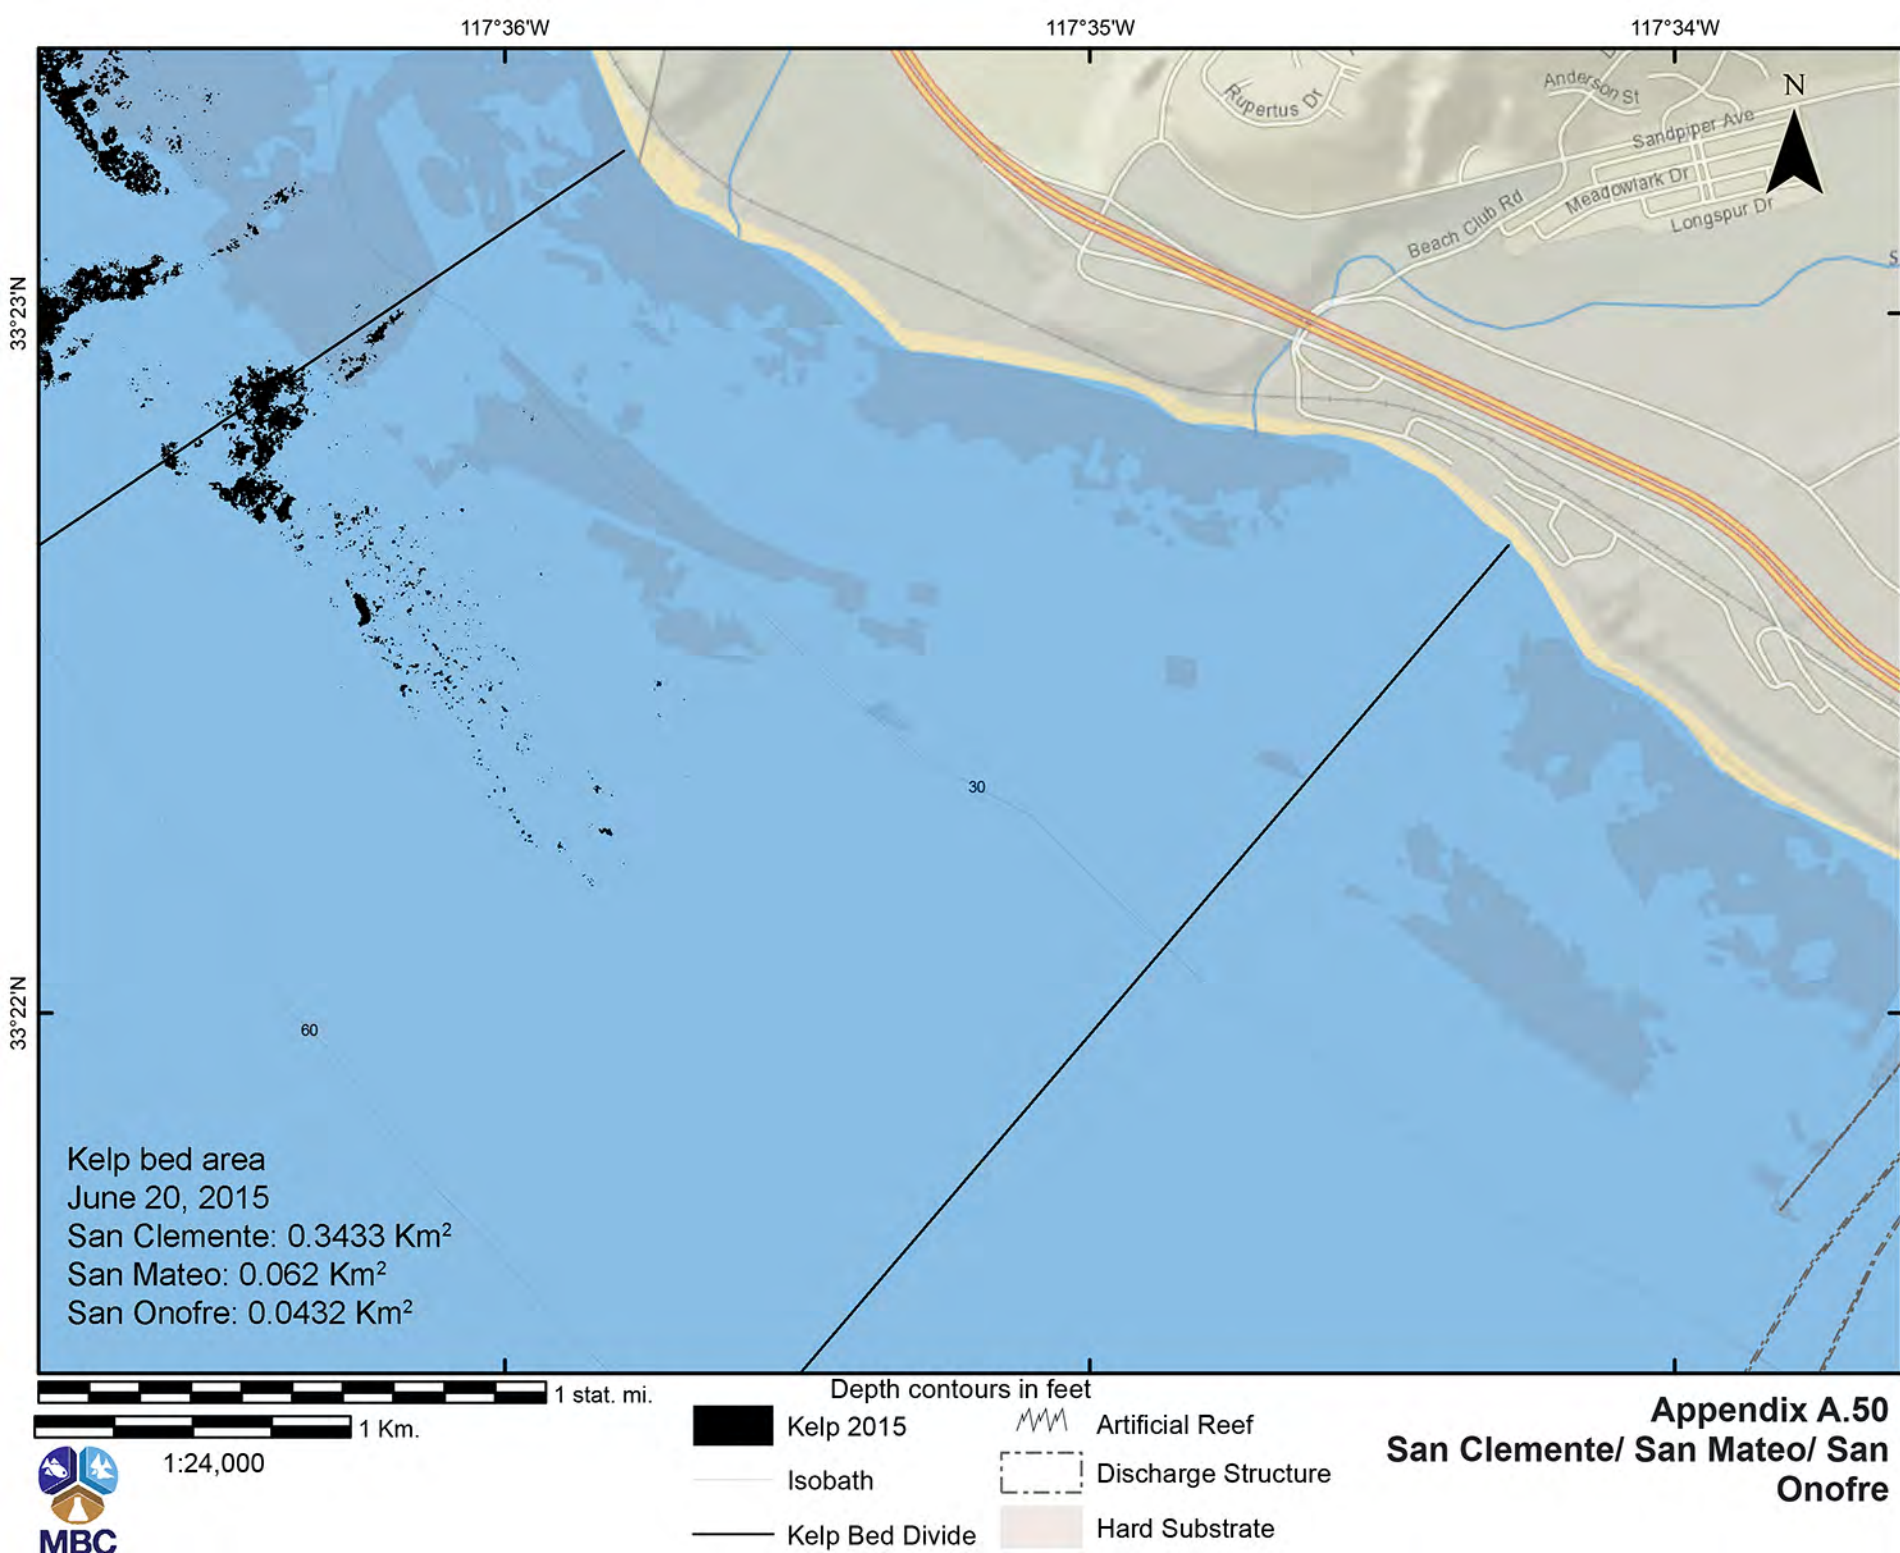 117°36'W
117°35'W
117°34'W
Rupertus Dr
Anderson St
N
Sandpiper Ave
Meadowlark Dr
Beach Club Rd
Longspur Dr
S
33°23'N
30
33°22'N
60
Kelp bed area
June 20, 2015
San Clemente: 0.3433 Km²
San Mateo: 0.062 Km²
San Onofre: 0.0432 Km²
1 stat. mi.
1 Km.
1:24,000
MBC
Depth contours in feet
Kelp 2015
Isobath
Kelp Bed Divide
Artificial Reef
Discharge Structure
Hard Substrate
Appendix A.50
San Clemente/ San Mateo/ San
Onofre